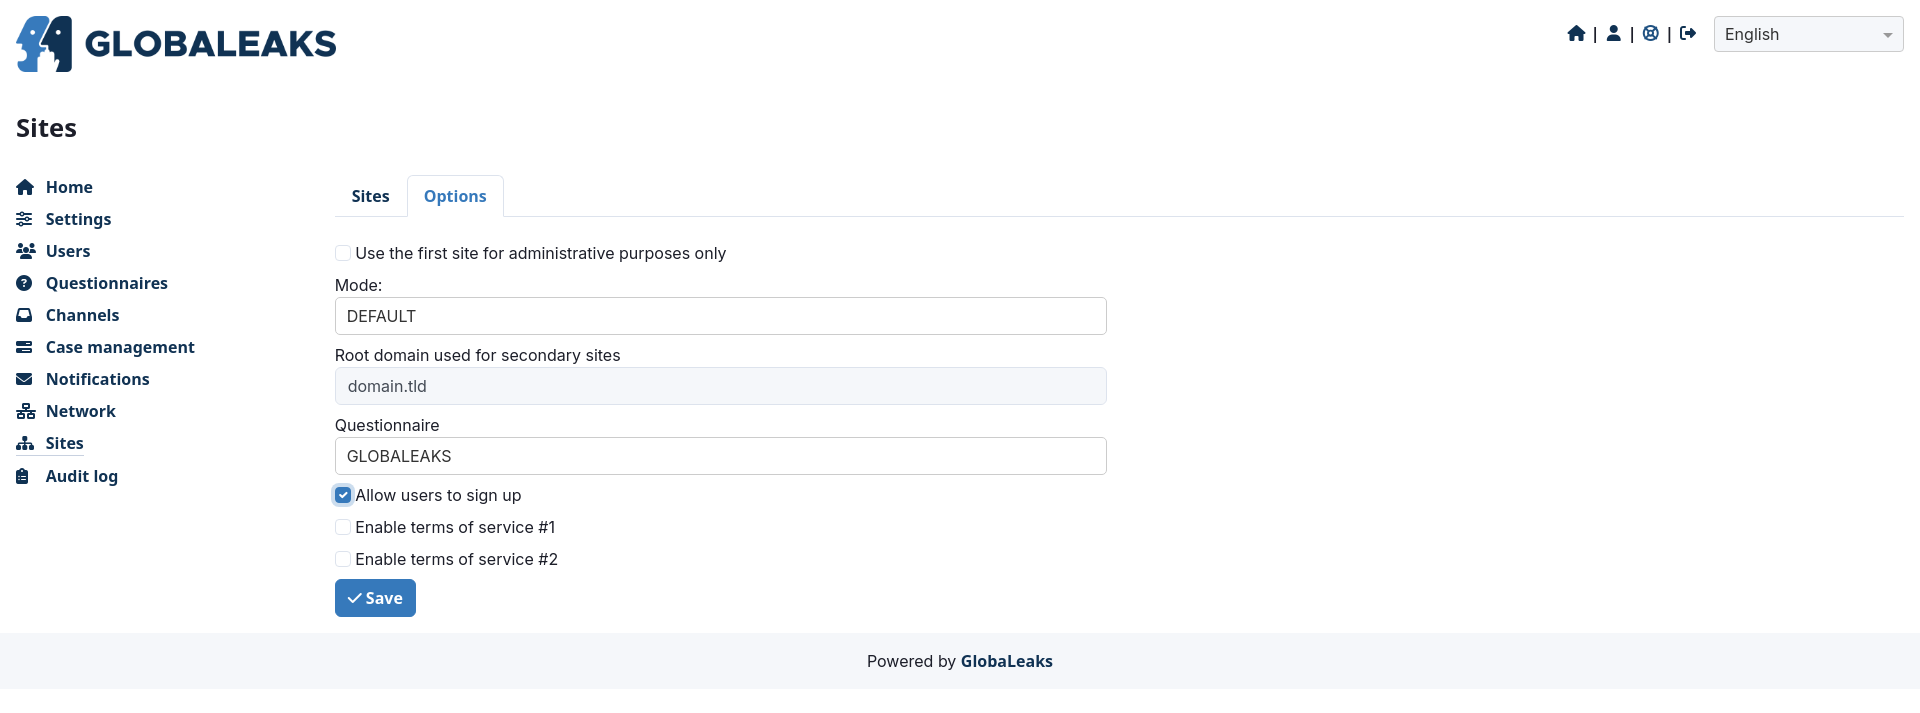 GLOBALEAKS
| | |
English
Sites
Home
Settings
Users
Questionnaires
Channels
Case management
Notifications
Network
Sites
Audit log
Sites Options
Use the first site for administrative purposes only
Mode:
DEFAULT
Root domain used for secondary sites
domain.tld
Questionnaire
GLOBALEAKS
Allow users to sign up
Enable terms of service #1
Enable terms of service #2
Save
Powered by GlobaLeaks